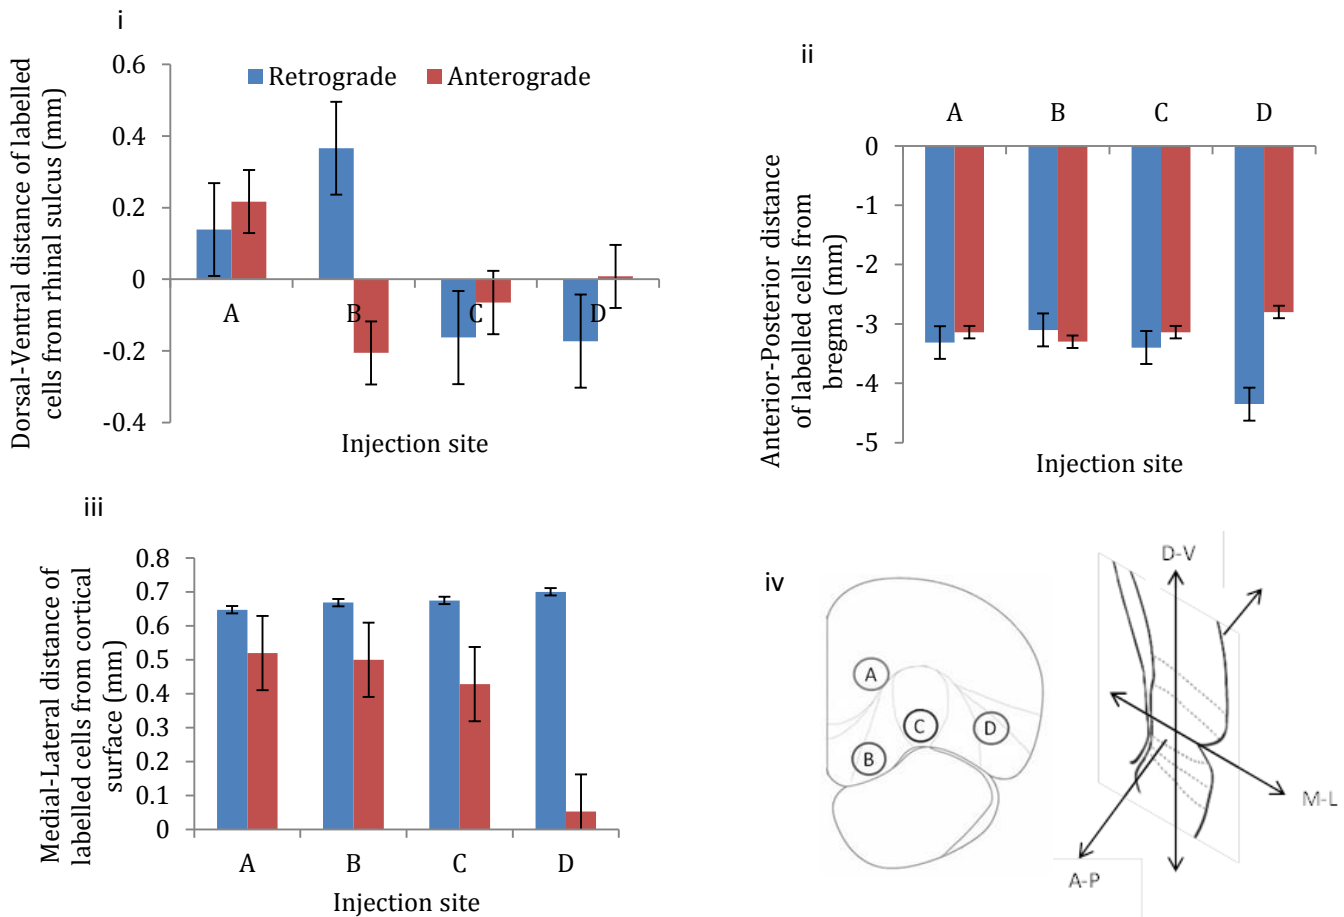 i
Dorsal-Ventral distance of labelled
cells from rhinal sulcus (mm)
0.6
0.4
0.2
0
-0.2
-0.4
Retrograde
Anterograde
A
B
C
D
Injection site
ii
Anterior-Posterior distance
of labelled cells from
bregma (mm)
A
B
C
D
0
-1
-2
-3
-4
-5
Injection site
iii
Medial-Lateral distance of
labelled cells from cortical
surface (mm)
0.8
0.7
0.6
0.5
0.4
0.3
0.2
0.1
0
A
B
C
D
Injection site
iv
A
B
C
D
D-V
M-L
A-P